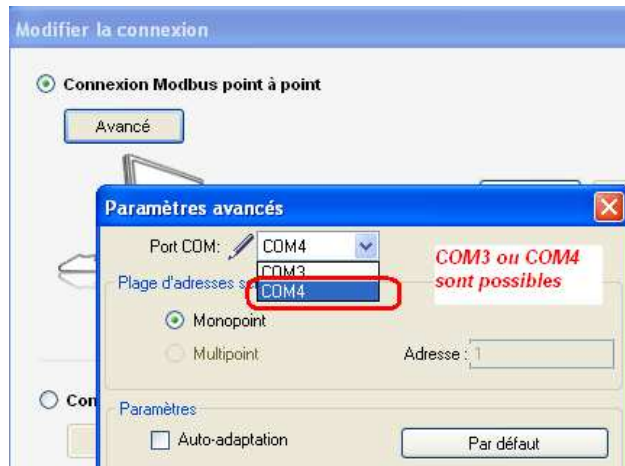 Modifier la connexion
Connexion Modbus point à point
Avancé
Paramètres avancés
Port COM: COM4
COM3
COM4
COM3 ou COM4
sont possibles
Plage d'adresses
Monopoint
Multipoint
Adresse : 1
Paramètres
Auto-adaptation
Par défaut